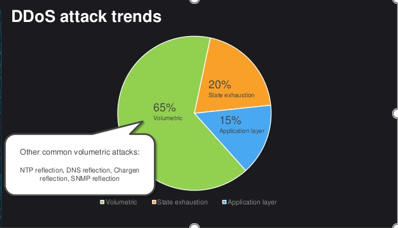 DDoS attack trends
20%
State exhaustion
65%
Volumetric
15%
Application layer
Other common volumetric attacks:
NTP reflection, DNS reflection, Chargen
reflection, SNMP reflection
Volumetric
State exhaustion
Application layer